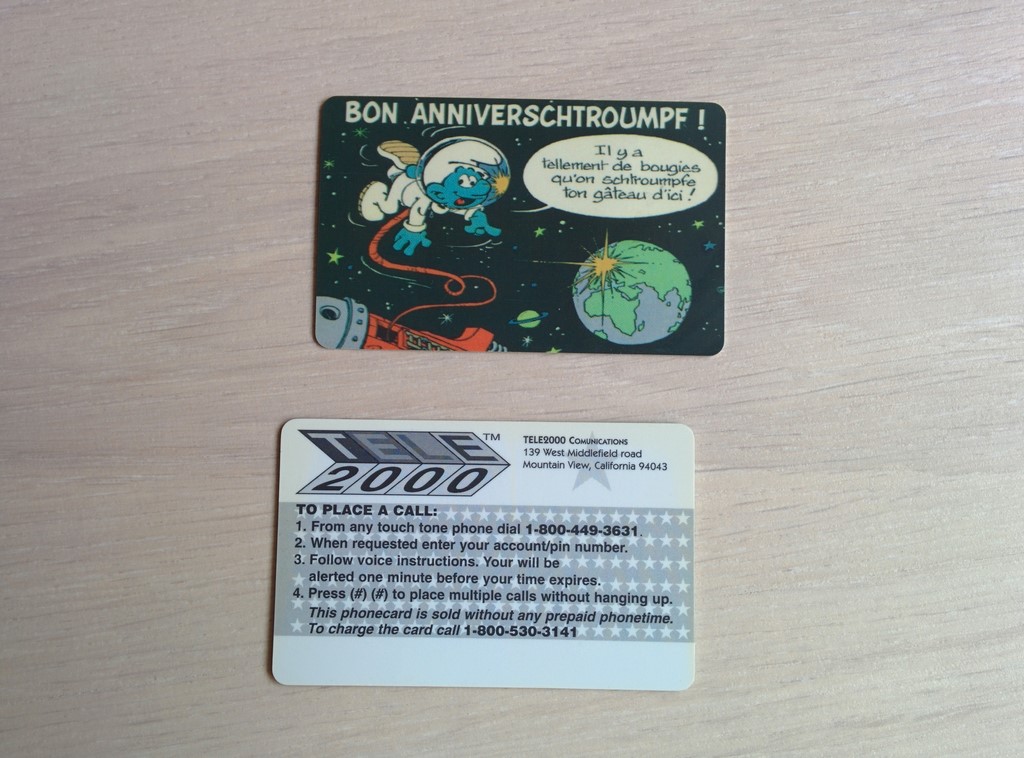 BON ANNIVERSCHTROUMPF !
Il y a
tellement de bougies
qu'on schtroumpfe
ton gâteau d'ici !
TELE™
2000
TELE2000 COMUNICATIONS
139 West Middlefield road
Mountain View, California 94043
TO PLACE A CALL:
1. From any touch tone phone dial 1-800-449-3631.
2. When requested enter your account/pin number.
3. Follow voice instructions. Your will be
alerted one minute before your time expires.
4. Press (#) (#) to place multiple calls without hanging up.
This phonecard is sold without any prepaid phonetime.
To charge the card call 1-800-530-3141